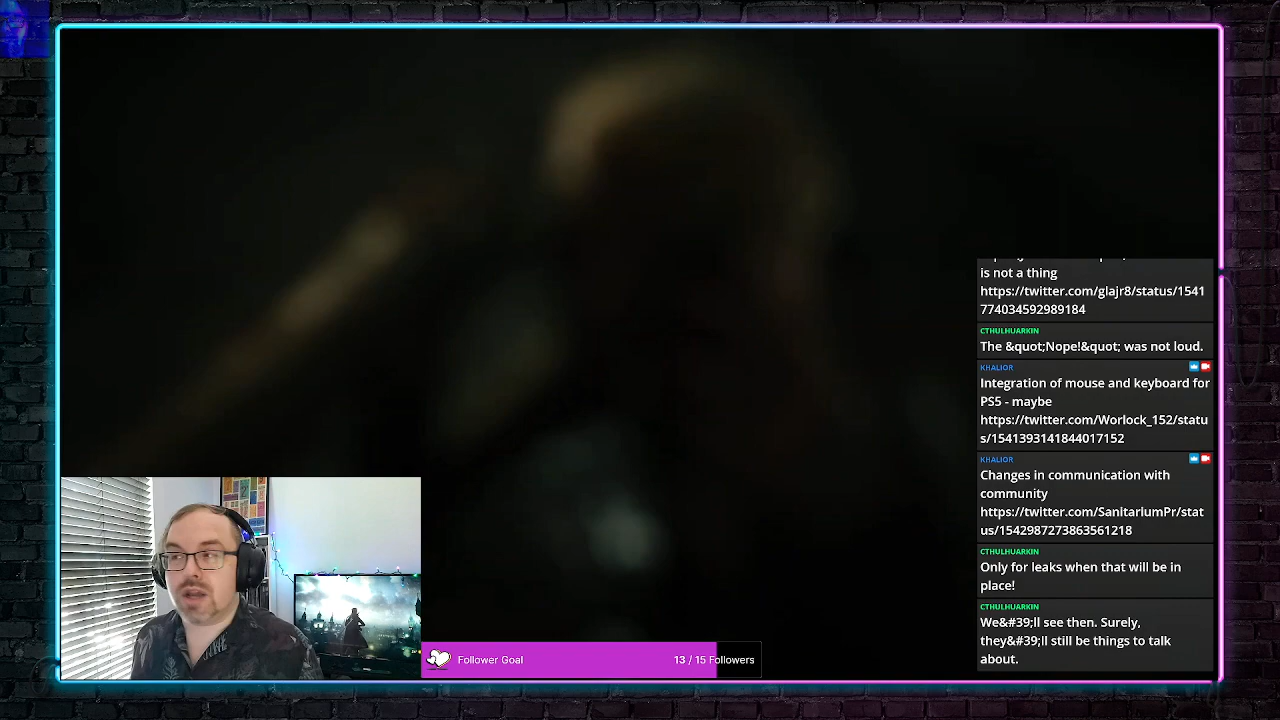 is not a thing
https://twitter.com/glajr8/status/1541
774034592989184
CTHULHUARKIN
The &quot;Nope!&quot; was not loud.
KHALIOR
Integration of mouse and keyboard for
PS5 - maybe
https://twitter.com/Worlock_152/statu
s/1541393141844017152
KHALIOR
Changes in communication with
community
https://twitter.com/SanitariumPr/stat
us/1542987273863561218
CTHULHUARKIN
Only for leaks when that will be in
place!
CTHULHUARKIN
We&#39;ll see then. Surely,
they&#39;ll still be things to talk
about.
Follower Goal
13 / 15 Followers